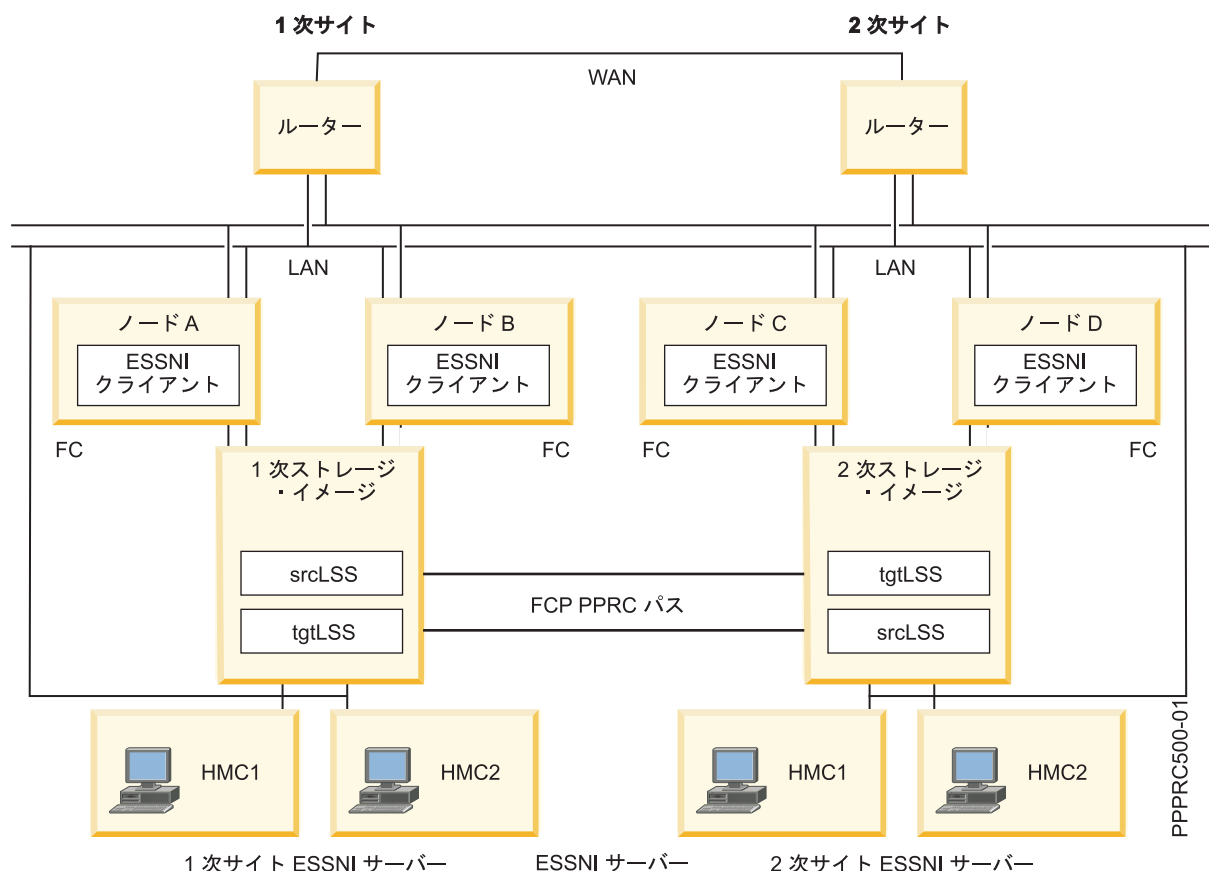 1 次サイト
2 次サイト
WAN
ルーター
ルーター
LAN
LAN
ノード A
ESSNI
クライアント
ノード B
ESSNI
クライアント
ノード C
ESSNI
クライアント
ノード D
ESSNI
クライアント
FC
FC
FC
FC
1 次ストレージ
・イメージ
2 次ストレージ
・イメージ
srcLSS
tgtLSS
FCP PPRC パス
tgtLSS
srcLSS
HMC1
HMC2
HMC1
HMC2
PPPRC500-01
1 次サイト ESSNI サーバー
ESSNI サーバー
2 次サイト ESSNI サーバー